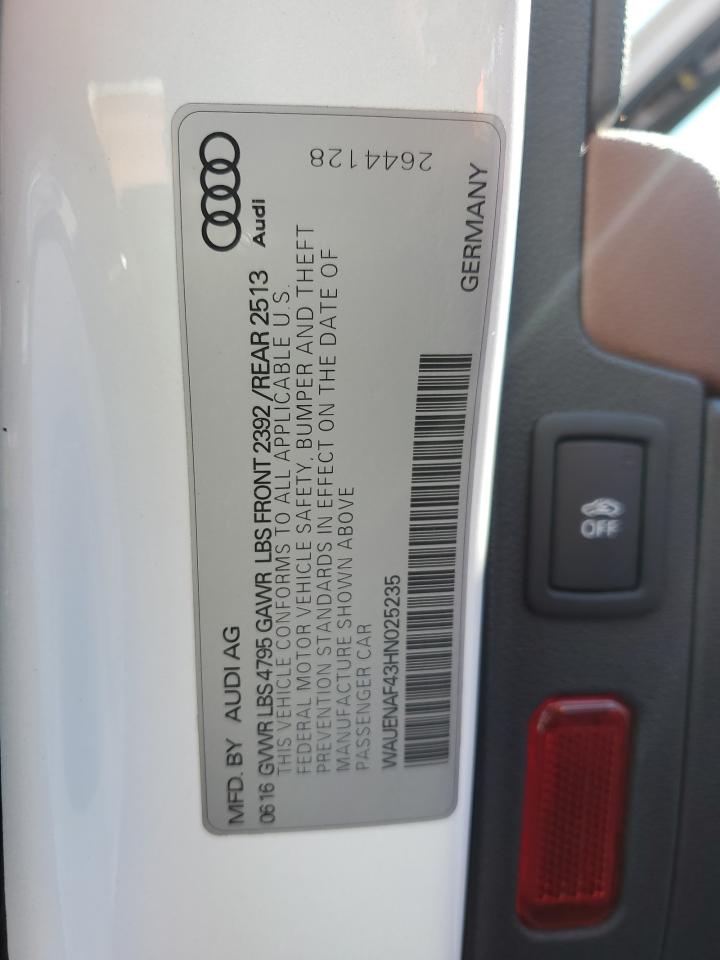 2644128
Audi
MFD. BY AUDI AG
0616 GVWR LBS 4795 GAWR LBS FRONT 2392 / REAR 2513
THIS VEHICLE CONFORMS TO ALL APPLICABLE U.S.
FEDERAL MOTOR VEHICLE SAFETY, BUMPER AND THEFT
PREVENTION STANDARDS IN EFFECT ON THE DATE OF
MANUFACTURE SHOWN ABOVE
PASSENGER CAR
WAUENAF43HN025235
GERMANY
OFF